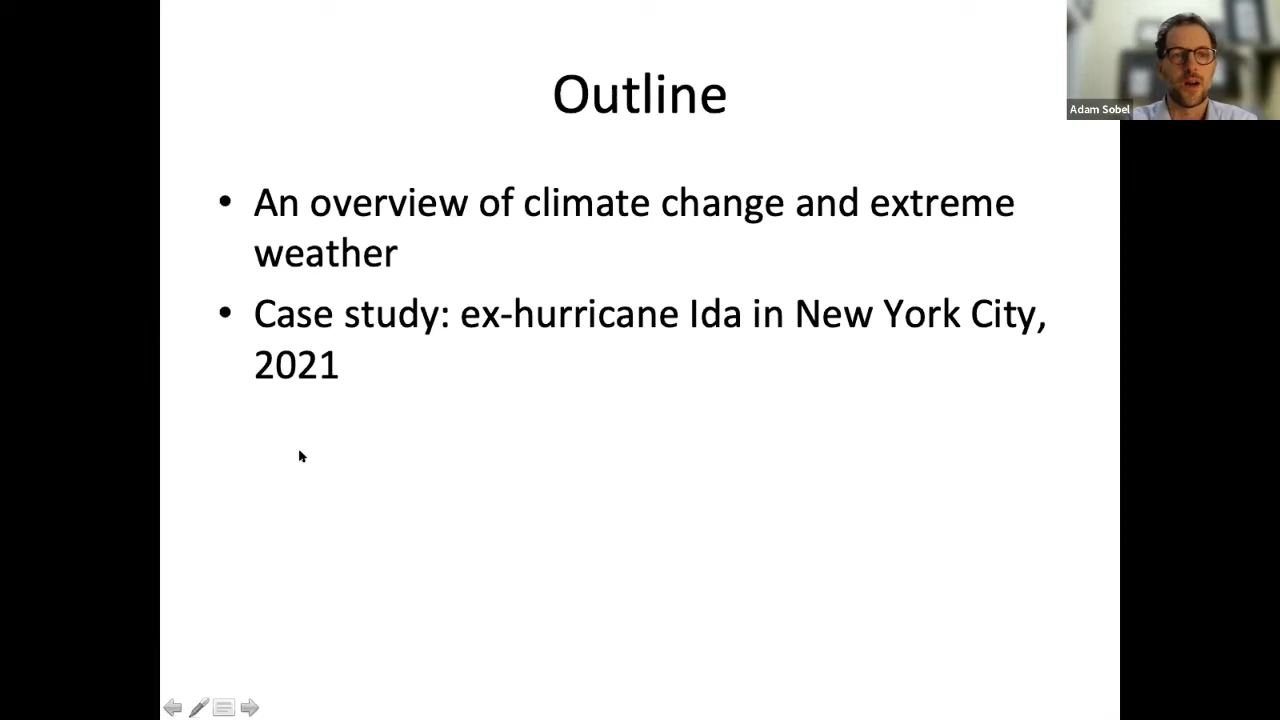 Outline
Adam Sobel
• An overview of climate change and extreme
weather
• Case study: ex-hurricane Ida in New York City,
2021